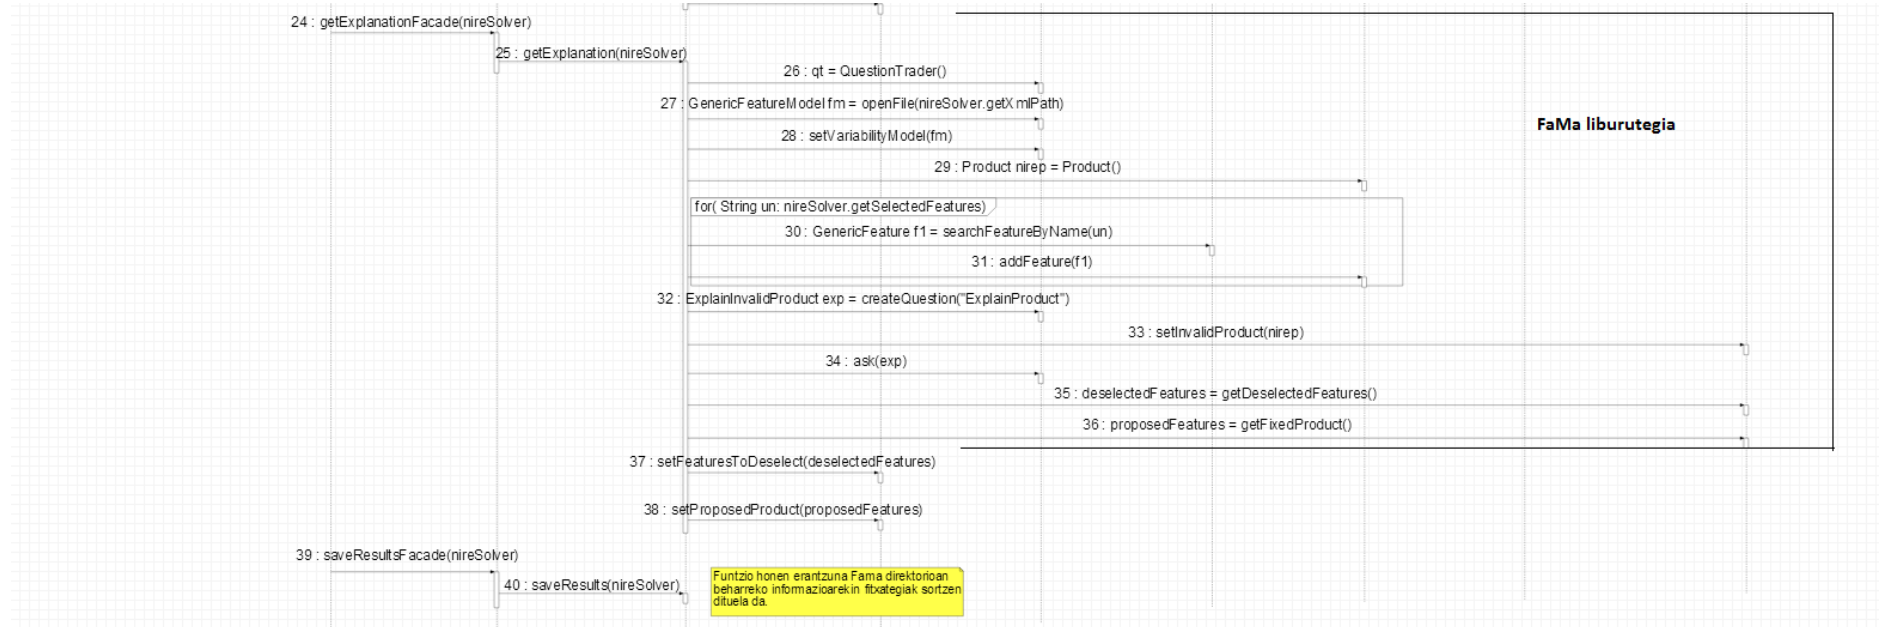 24 : getExplanationFacade(nireSolver)
25 : getExplanation(nireSolver)
26 : qt = QuestionTrader()
27 : GenericFeatureModel fm = openFile(nireSolver.getXmlPath)
FaMa liburutegia
28 : setVariabilityModel(fm)
29 : Product nirep = Product()
for( String un: nireSolver.getSelectedFeatures)
30 : GenericFeature f1 = searchFeatureByName(un)
31 : addFeature(f1)
32 : ExplainInvalidProduct exp = createQuestion("ExplainProduct")
33 : setInvalidProduct(nirep)
34 : ask(exp)
35 : deselectedFeatures = getDeselectedFeatures()
36 : proposedFeatures = getFixedProduct()
37 : setFeaturesToDeselect(deselectedFeatures)
38 : setProposedProduct(proposedFeatures)
39 : saveResultsFacade(nireSolver)
40 : saveResults(nireSolver)
Funtzio honen erantzuna Fama direktorioan
beharreko informazioarekin fitxategiak sortzen
dituela da.